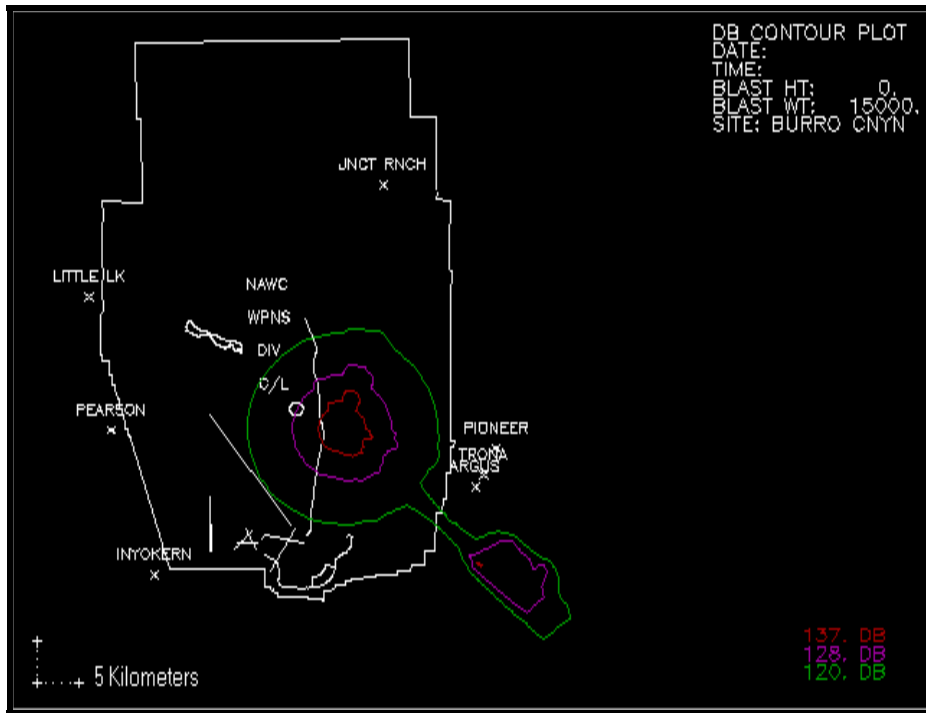 DB CONTOUR PLOT
DATE:
TIME:
BLAST HT: 0.
BLAST WT: 15000.
SITE: BURRO CNYN
JNCT RNCH
LITTLE LK
NAWC
WPNS
DIV
C/L
PEARSON
PIONEER
TRONA
ARGUS
INYOKERN
137. DB
128. DB
120. DB
5 Kilometers